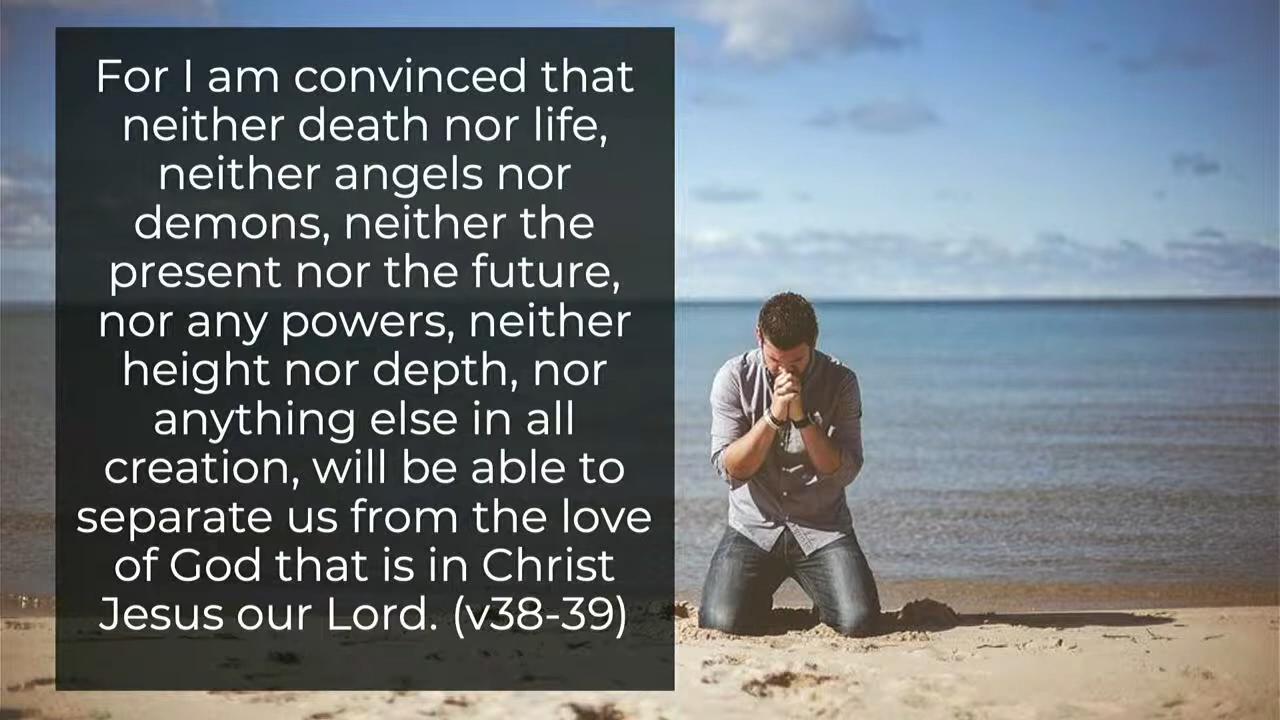 For I am convinced that
neither death nor life,
neither angels nor
demons, neither the
present nor the future,
nor any powers, neither
height nor depth, nor
anything else in all
creation, will be able to
separate us from the love
of God that is in Christ
Jesus our Lord. (v38-39)